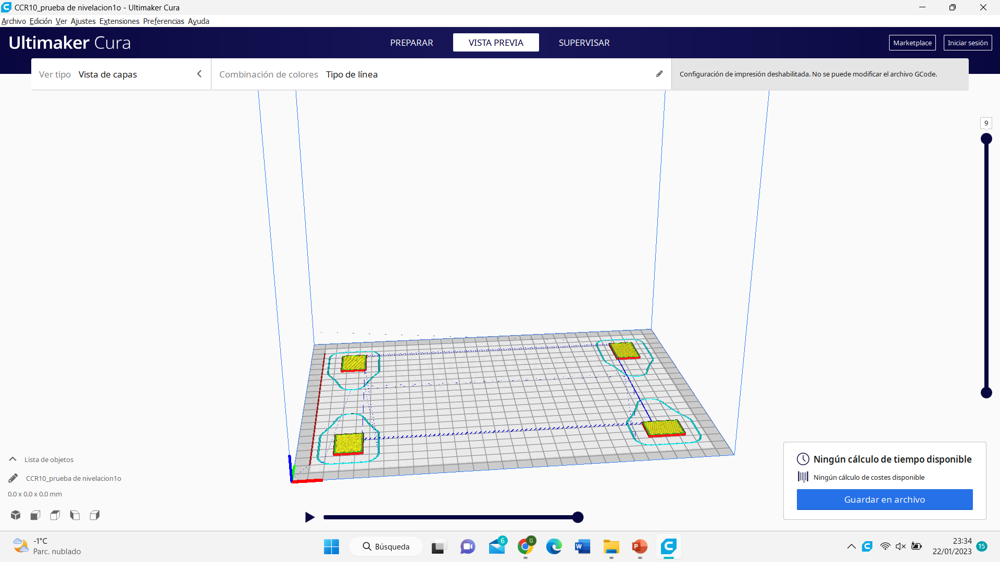 CCR10_prueba de nivelacion1o - Ultimaker Cura
Archivo Edición Ver Ajustes Extensiones Preferencias Ayuda
Ultimaker Cura
PREPARAR
VISTA PREVIA
SUPERVISAR
Marketplace
Iniciar sesión
Ver tipo Vista de capas
Combinación de colores Tipo de línea
Configuración de impresión deshabilitada. No se puede modificar el archivo GCode.
9
Lista de objetos
CCR10_prueba de nivelacion1o
0.0 x 0.0 x 0.0 mm
Ningún cálculo de tiempo disponible
Ningún cálculo de costes disponible
Guardar en archivo
-1°C
Parc. nublado
Búsqueda
6
G
23:34
22/01/2023
15